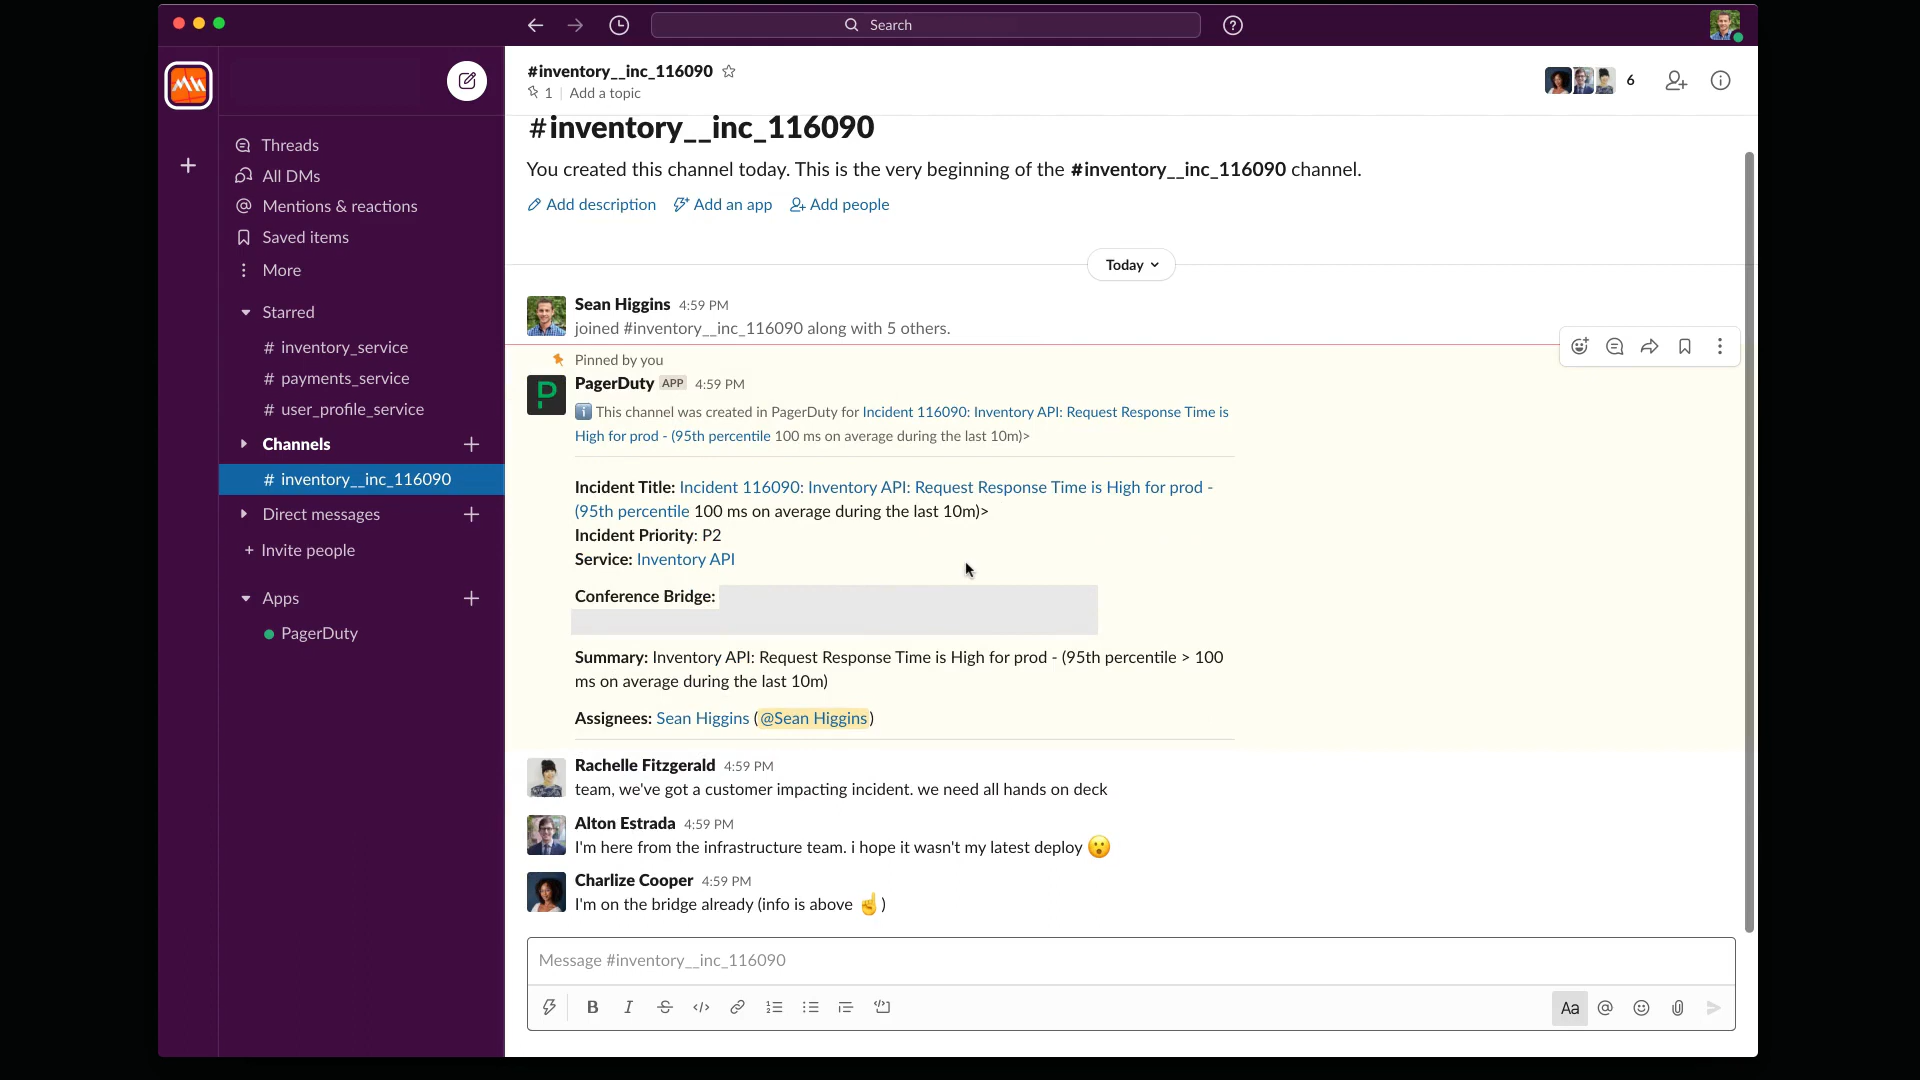 Search
#inventory__inc_116090
1 | Add a topic
6
Threads
All DMs
Mentions & reactions
Saved items
More
Starred
# inventory_service
# payments_service
# user_profile_service
Channels
# inventory__inc_116090
Direct messages
+ Invite people
Apps
PagerDuty
#inventory__inc_116090
You created this channel today. This is the very beginning of the #inventory__inc_116090 channel.
Add description Add an app Add people
Today
Sean Higgins 4:59 PM
joined #inventory__inc_116090 along with 5 others.
Pinned by you
PagerDuty APP 4:59 PM
This channel was created in PagerDuty for Incident 116090: Inventory API: Request Response Time is
High for prod - (95th percentile 100 ms on average during the last 10m)>
Incident Title: Incident 116090: Inventory API: Request Response Time is High for prod -
(95th percentile 100 ms on average during the last 10m)>
Incident Priority: P2
Service: Inventory API
Conference Bridge:
Summary: Inventory API: Request Response Time is High for prod - (95th percentile > 100
ms on average during the last 10m)
Assignees: Sean Higgins (@Sean Higgins)
Rachelle Fitzgerald 4:59 PM
team, we've got a customer impacting incident. we need all hands on deck
Alton Estrada 4:59 PM
I'm here from the infrastructure team. i hope it wasn't my latest deploy 😮
Charlize Cooper 4:59 PM
I'm on the bridge already (info is above ☝️)
Message #inventory__inc_116090
B I S </> Aa @